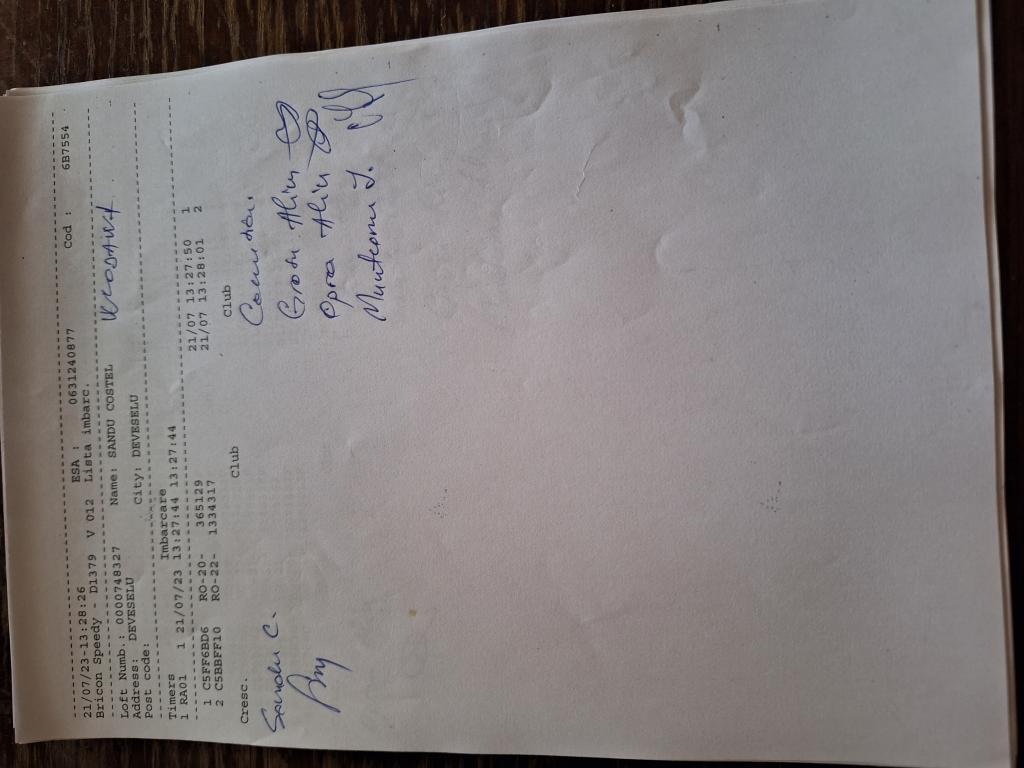 21/07/23-13:28:26 ESA : 0631240877 Cod : 6B7554
Bricon Speedy - D1379 V 012 Lista imbarc.
Loft Numb.: 0000748327 Name: SANDU COSTEL
Address: DEVESELU City: DEVESELU
Post code:
Timers Imbarcare
1 RA01 1 21/07/23 13:27:44 13:27:44
1 C5FF6BD6 RO-20- 365129 21/07 13:27:50 1
2 C5BBFF10 RO-22- 1334317 21/07 13:28:01 2
Cresc. Club Club
Sandu C.
Alin
Oprea Alin
Munteanu I.